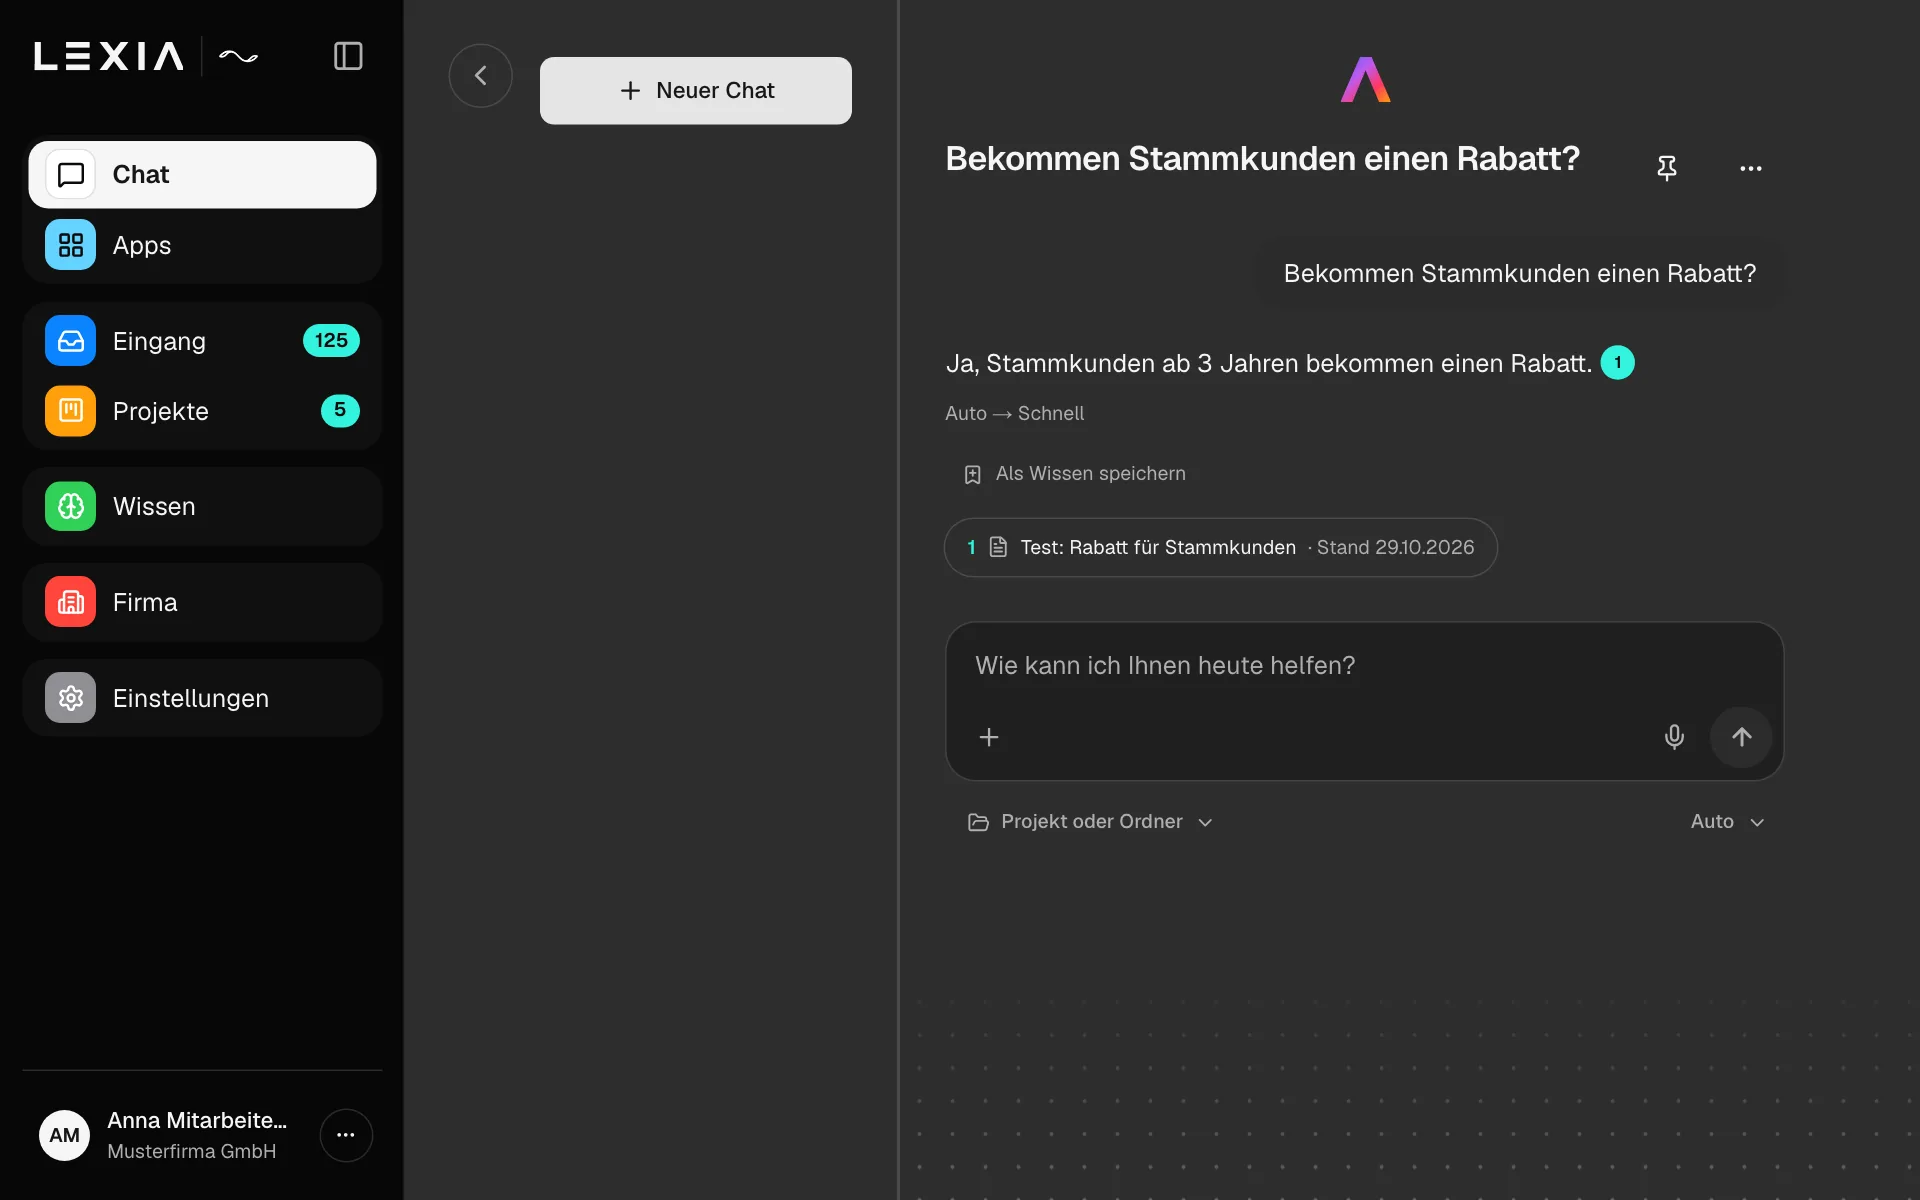 LEXIA
Neuer Chat
Chat
Apps
Eingang 125
Projekte 5
Wissen
Firma
Einstellungen
AM
Anna Mitarbeite...
Musterfirma GmbH
Bekommen Stammkunden einen Rabatt?
Bekommen Stammkunden einen Rabatt?
Ja, Stammkunden ab 3 Jahren bekommen einen Rabatt. 1
Auto → Schnell
Als Wissen speichern
1 Test: Rabatt für Stammkunden · Stand 29.10.2026
Wie kann ich Ihnen heute helfen?
Projekt oder Ordner
Auto